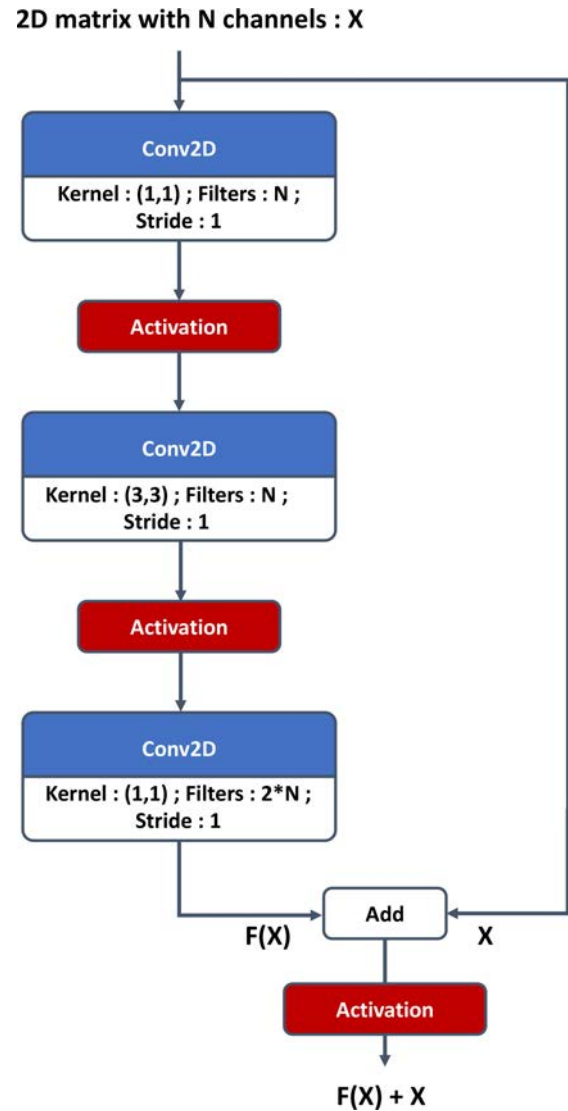 2D matrix with N channels : X
Conv2D
Kernel : (1,1) ; Filters : N ;
Stride : 1
Activation
Conv2D
Kernel : (3,3) ; Filters : N ;
Stride : 1
Activation
Conv2D
Kernel : (1,1) ; Filters : 2*N ;
Stride : 1
Add
F(X)
X
Activation
F(X) + X